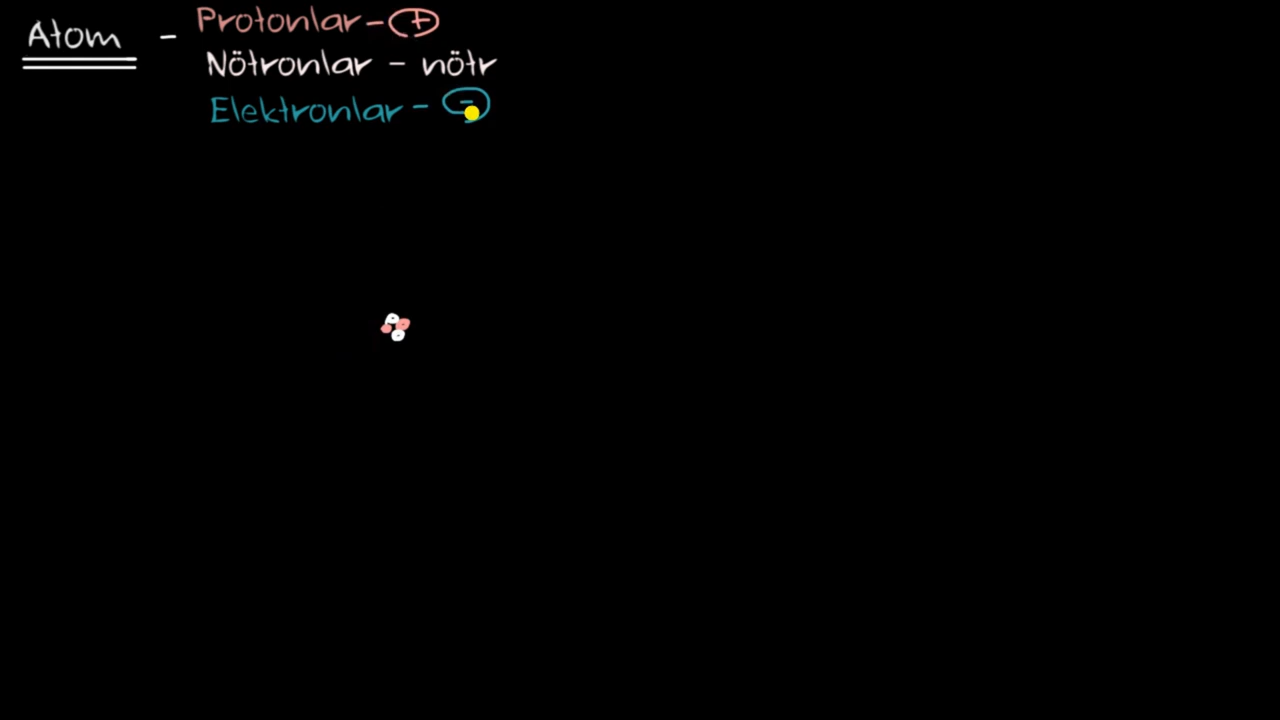 Atom - Protonlar - +
Nötronlar - nötr
Elektronlar - -